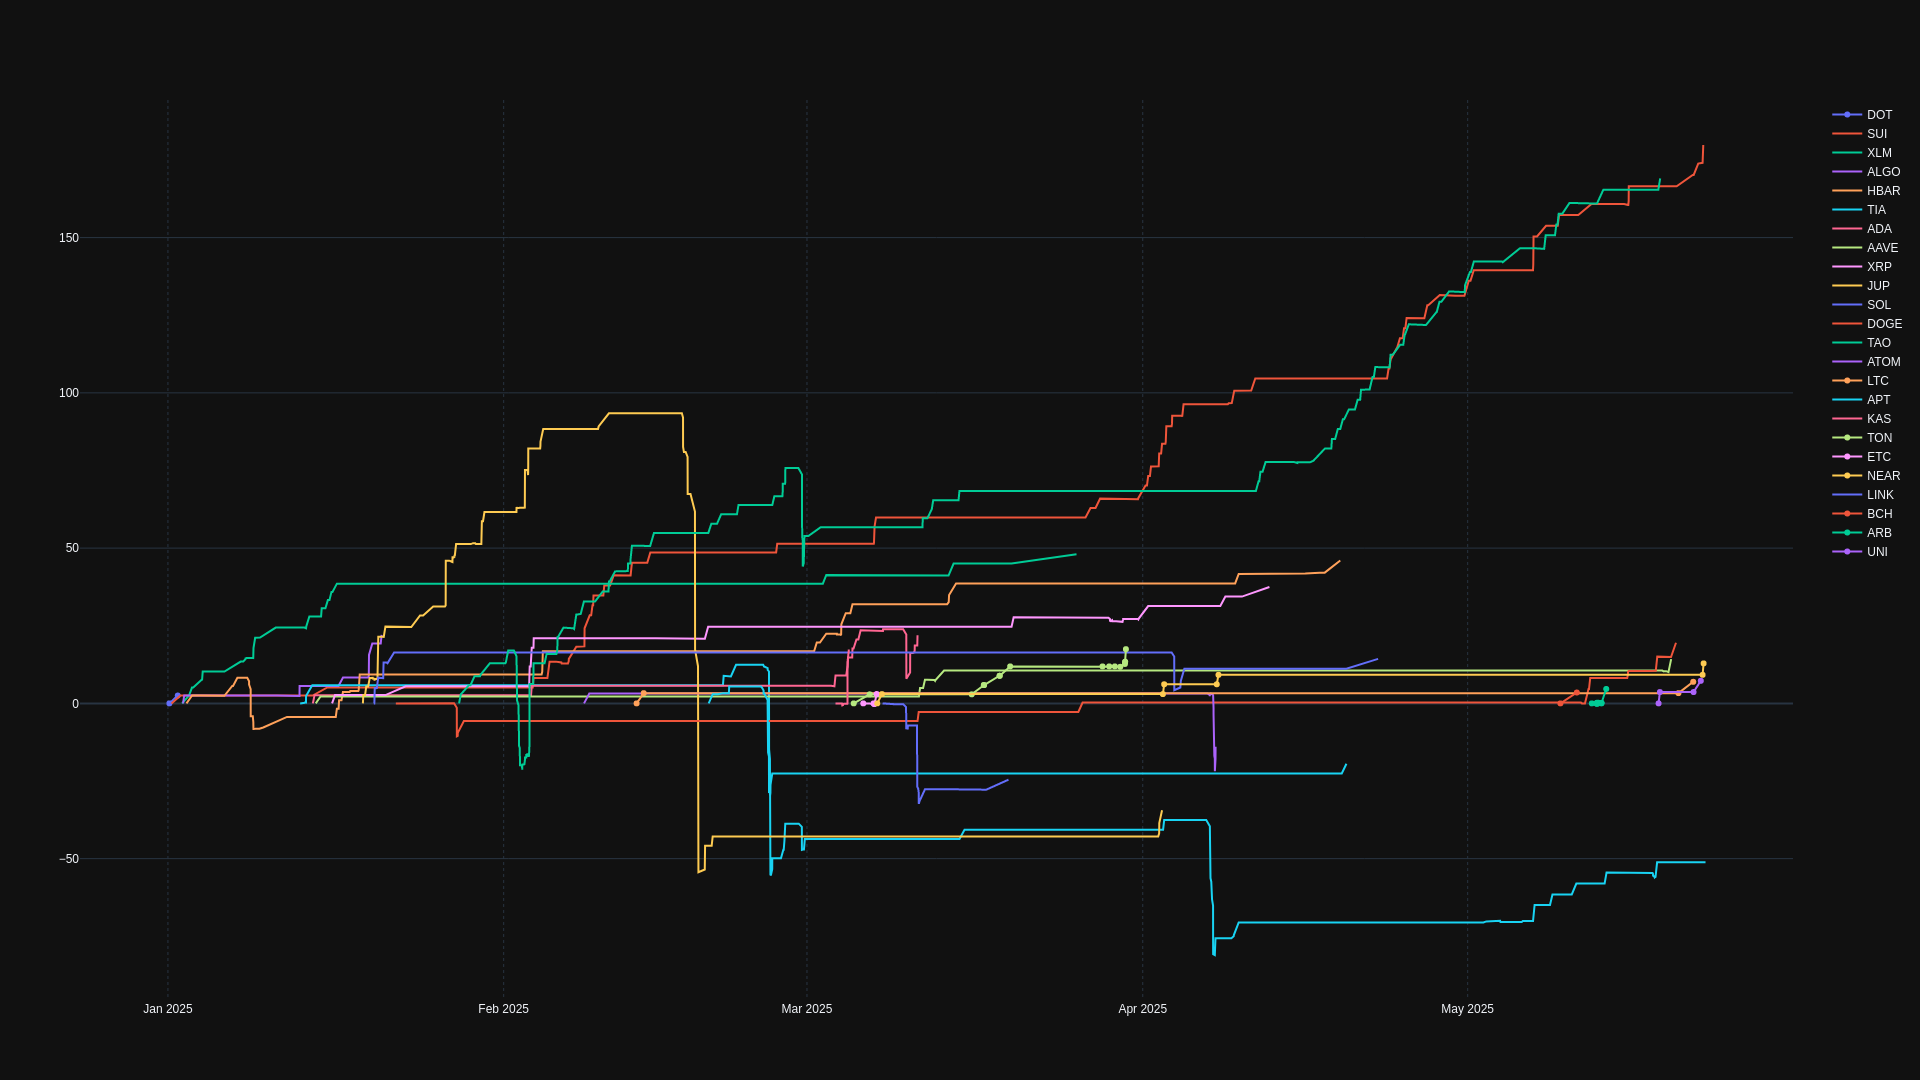 150
100
50
0
−50
Jan 2025
Feb 2025
Mar 2025
Apr 2025
May 2025
DOT
SUI
XLM
ALGO
HBAR
TIA
ADA
AAVE
XRP
JUP
SOL
DOGE
TAO
ATOM
LTC
APT
KAS
TON
ETC
NEAR
LINK
BCH
ARB
UNI